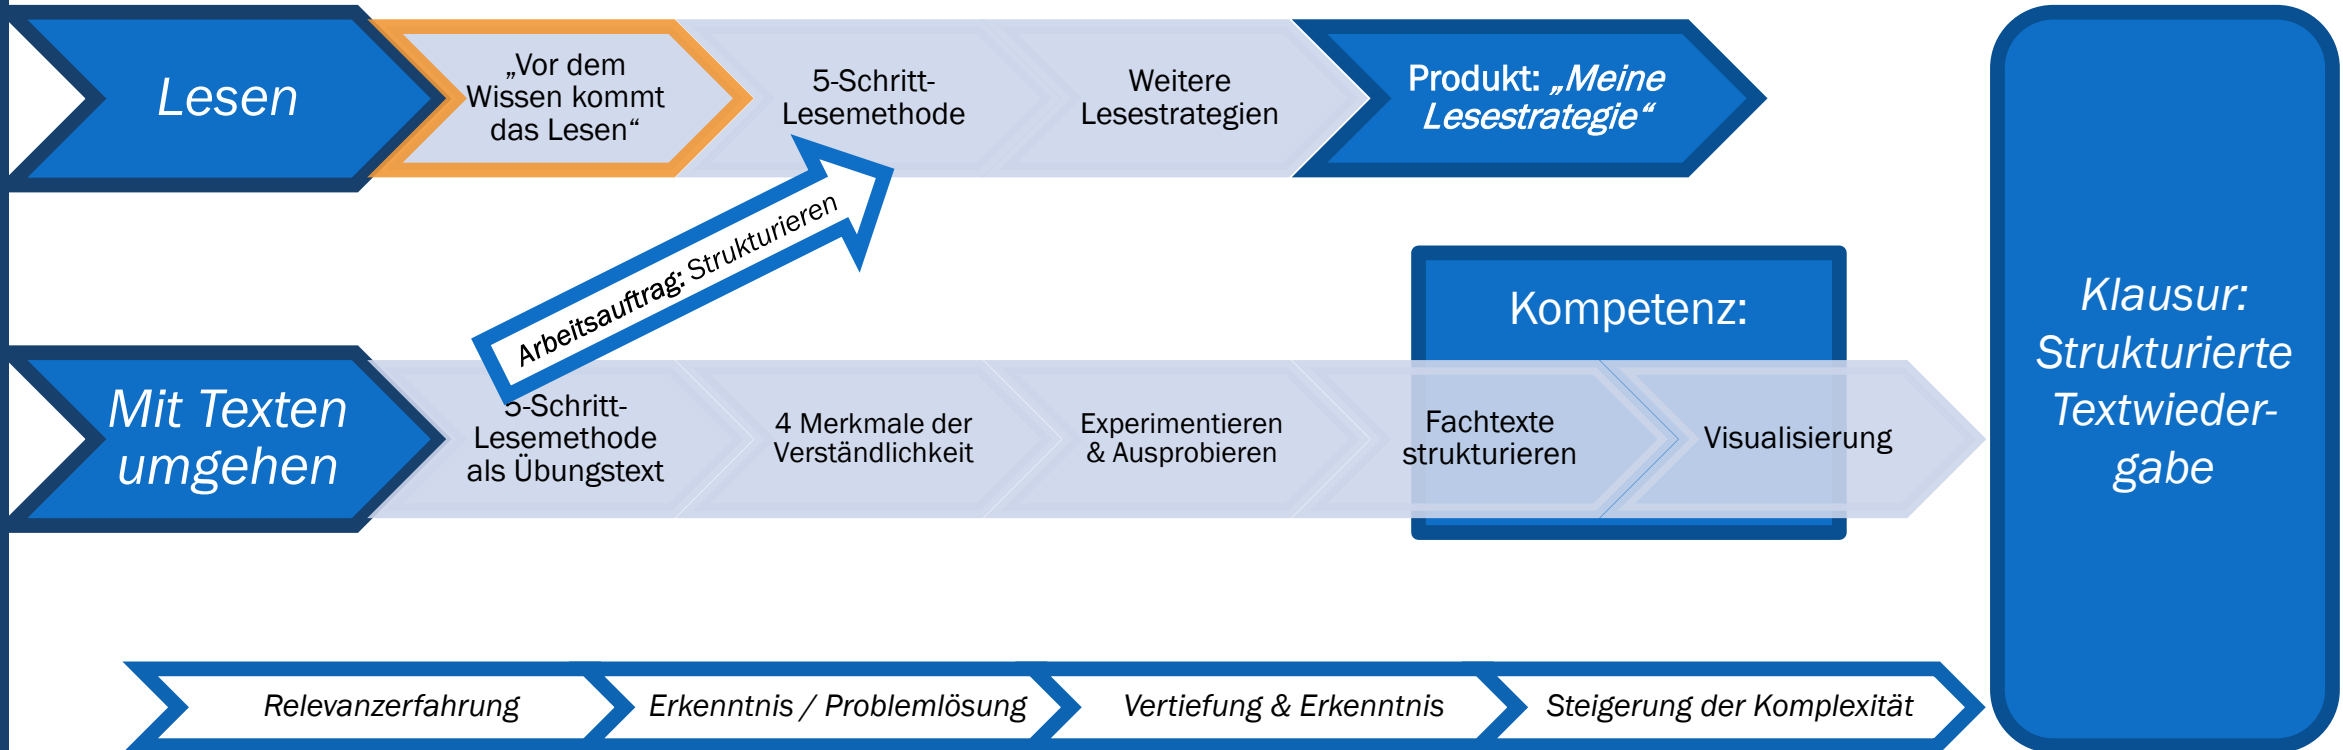 Lesen
„Vor dem
Wissen kommt
das Lesen“
5-Schritt-
Lesemethode
Weitere
Lesestrategien
Produkt: „Meine
Lesestrategie“
Arbeitsauftrag: Strukturieren
Kompetenz:
Mit Texten
umgehen
5-Schritt-
Lesemethode
als Übungstext
4 Merkmale der
Verständlichkeit
Experimentieren
& Ausprobieren
Fachtexte
strukturieren
Visualisierung
Klausur:
Strukturierte
Textwieder-
gabe
Relevanzerfahrung
Erkenntnis / Problemlösung
Vertiefung & Erkenntnis
Steigerung der Komplexität